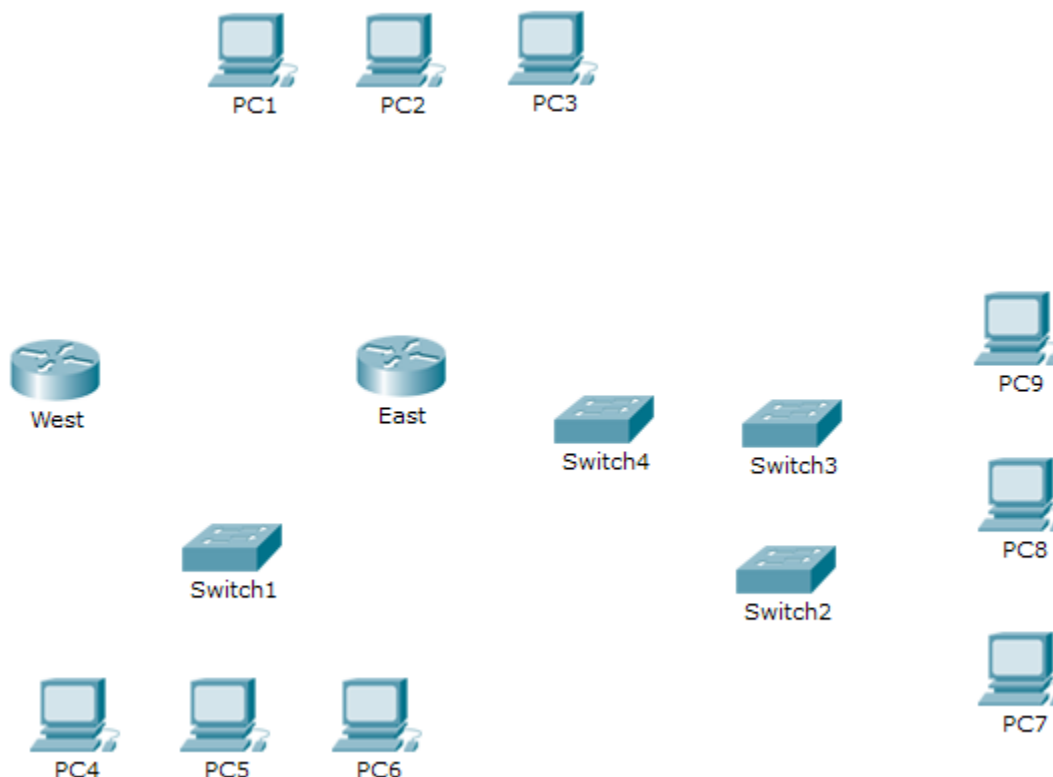 PC1
PC2
PC3
PC9
West
East
Switch4
Switch3
PC8
Switch1
Switch2
PC7
PC4
PC5
PC6